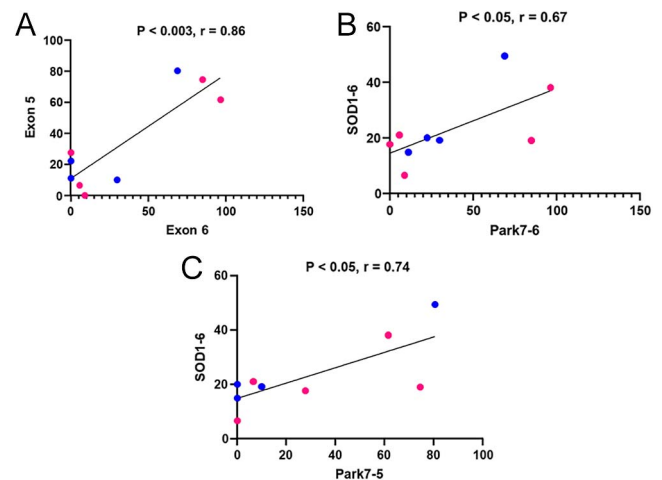 A
P < 0.003, r = 0.86
100
80
60
40
20
0
Exon 5
0
50
100
150
Exon 6
B
P < 0.05, r = 0.67
60
40
20
0
SOD1-6
0
50
100
150
Park7-6
C
P < 0.05, r = 0.74
60
40
20
0
SOD1-6
0
20
40
60
80
100
Park7-5